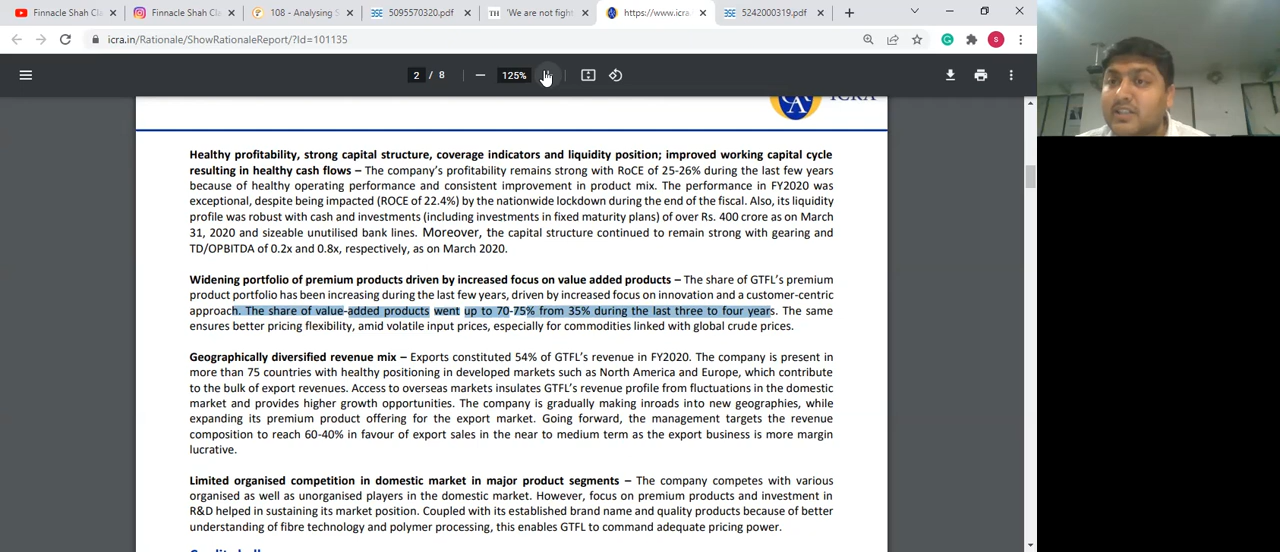 Finnacle Shah Cla
Finnacle Shah Cla
108 - Analysing S
5095570320.pdf
'We are not fight
https://www.icra.
5242000319.pdf
icra.in/Rationale/ShowRationaleReport/?Id=101135
2 / 8
125%
ICRA
Healthy profitability, strong capital structure, coverage indicators and liquidity position; improved working capital cycle
resulting in healthy cash flows – The company's profitability remains strong with RoCE of 25-26% during the last few years
because of healthy operating performance and consistent improvement in product mix. The performance in FY2020 was
exceptional, despite being impacted (ROCE of 22.4%) by the nationwide lockdown during the end of the fiscal. Also, its liquidity
profile was robust with cash and investments (including investments in fixed maturity plans) of over Rs. 400 crore as on March
31, 2020 and sizeable unutilised bank lines. Moreover, the capital structure continued to remain strong with gearing and
TD/OPBITDA of 0.2x and 0.8x, respectively, as on March 2020.
Widening portfolio of premium products driven by increased focus on value added products – The share of GTFL's premium
product portfolio has been increasing during the last few years, driven by increased focus on innovation and a customer-centric
approach. The share of value-added products went up to 70-75% from 35% during the last three to four years. The same
ensures better pricing flexibility, amid volatile input prices, especially for commodities linked with global crude prices.
Geographically diversified revenue mix – Exports constituted 54% of GTFL's revenue in FY2020. The company is present in
more than 75 countries with healthy positioning in developed markets such as North America and Europe, which contribute
to the bulk of export revenues. Access to overseas markets insulates GTFL's revenue profile from fluctuations in the domestic
market and provides higher growth opportunities. The company is gradually making inroads into new geographies, while
expanding its premium product offering for the export market. Going forward, the management targets the revenue
composition to reach 60-40% in favour of export sales in the near to medium term as the export business is more margin
lucrative.
Limited organised competition in domestic market in major product segments – The company competes with various
organised as well as unorganised players in the domestic market. However, focus on premium products and investment in
R&D helped in sustaining its market position. Coupled with its established brand name and quality products because of better
understanding of fibre technology and polymer processing, this enables GTFL to command adequate pricing power.